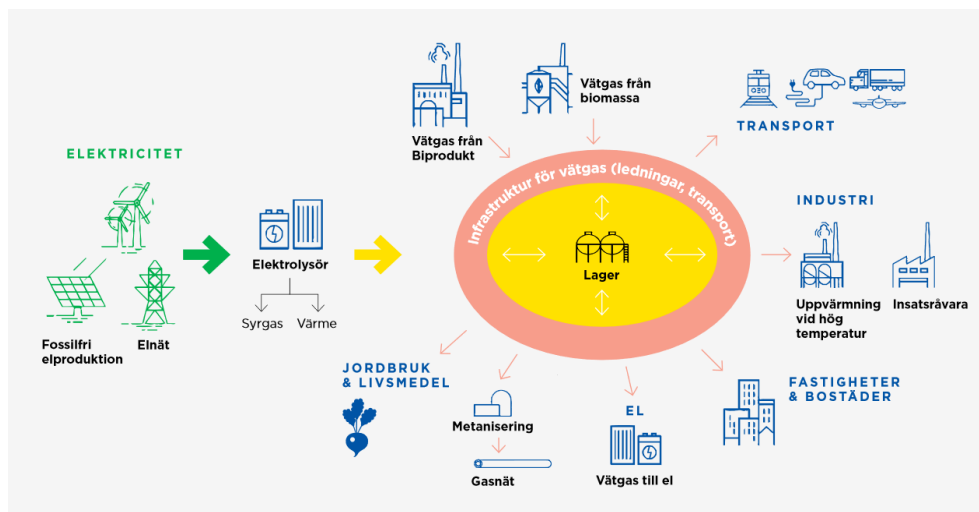 ELEKTRICITET
Fossilfri
elproduktion
Elnät
Elektrolysör
Syrgas
Värme
Vätgas från
Biprodukt
Vätgas från
biomassa
Infrastruktur för vätgas (ledningar, transport)
Lager
TRANSPORT
INDUSTRI
Uppvärmning
vid hög
temperatur
Insatsråvara
JORDBRUK
& LIVSMEDEL
Metanisering
Gasnät
EL
Vätgas till el
FASTIGHETER
& BOSTÄDER